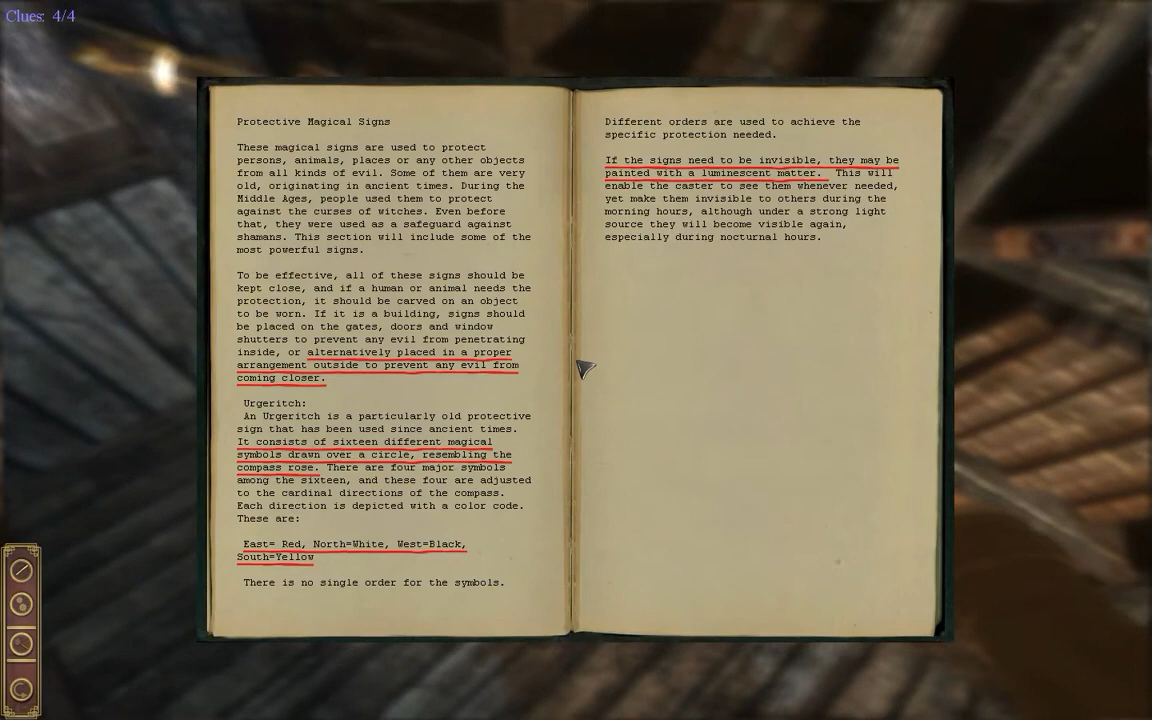 Clues: 4/4
Protective Magical Signs
These magical signs are used to protect
persons, animals, places or any other objects
from all kinds of evil. Some of them are very
old, originating in ancient times. During the
Middle Ages, people used them to protect
against the curses of witches. Even before
that, they were used as a safeguard against
shamans. This section will include some of the
most powerful signs.
To be effective, all of these signs should be
kept close, and if a human or animal needs the
protection, it should be carved on an object
to be worn. If it is a building, signs should
be placed on the gates, doors and window
shutters to prevent any evil from penetrating
inside, or alternatively placed in a proper
arrangement outside to prevent any evil from
coming closer.
Urgeritch:
An Urgeritch is a particularly old protective
sign that has been used since ancient times.
It consists of sixteen different magical
symbols drawn over a circle, resembling the
compass rose. There are four major symbols
among the sixteen, and these four are adjusted
to the cardinal directions of the compass.
Each direction is depicted with a color code.
These are:
East= Red, North=White, West=Black,
South=Yellow
There is no single order for the symbols.
Different orders are used to achieve the
specific protection needed.
If the signs need to be invisible, they may be
painted with a luminescent matter. This will
enable the caster to see them whenever needed,
yet make them invisible to others during the
morning hours, although under a strong light
source they will become visible again,
especially during nocturnal hours.